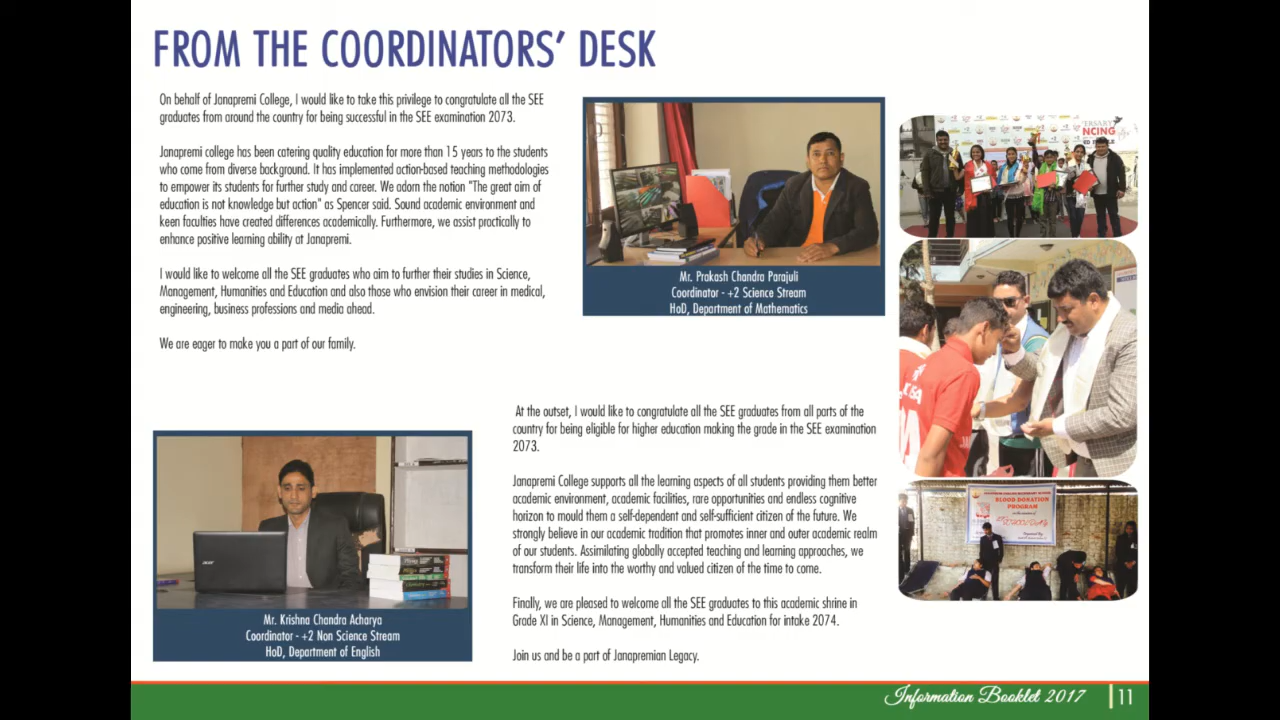 FROM THE COORDINATORS' DESK
On behalf of Janapremi College, I would like to take this privilege to congratulate all the SEE
graduates from around the country for being successful in the SEE examination 2073.
Janapremi college has been catering quality education for more than 15 years to the students
who come from diverse background. It has implemented action-based teaching methodologies
to empower its students for further study and career. We adorn the notion "The great aim of
education is not knowledge but action" as Spencer said. Sound academic environment and
keen faculties have created differences academically. Furthermore, we assist practically to
enhance positive learning ability at Janapremi.
I would like to welcome all the SEE graduates who aim to further their studies in Science,
Management, Humanities and Education and also those who envision their career in medical,
engineering, business professions and media ahead.
We are eager to make you a part of our family.
Mr. Prakash Chandra Parajuli
Coordinator - +2 Science Stream
HoD, Department of Mathematics
NCING
BLOOD DONATION
PROGRAM
acer
Mr. Krishna Chandra Acharya
Coordinator - +2 Non Science Stream
HoD, Department of English
At the outset, I would like to congratulate all the SEE graduates from all parts of the
country for being eligible for higher education making the grade in the SEE examination
2073.
Janapremi College supports all the learning aspects of all students providing them better
academic environment, academic facilities, rare opportunities and endless cognitive
horizon to mould them a self-dependent and self-sufficient citizen of the future. We
strongly believe in our academic tradition that promotes inner and outer academic realm
of our students. Assimilating globally accepted teaching and learning approaches, we
transform their life into the worthy and valued citizen of the time to come.
Finally, we are pleased to welcome all the SEE graduates to this academic shrine in
Grade XI in Science, Management, Humanities and Education for intake 2074.
Join us and be a part of Janapremian Legacy.
Information Booklet 2017 | 11